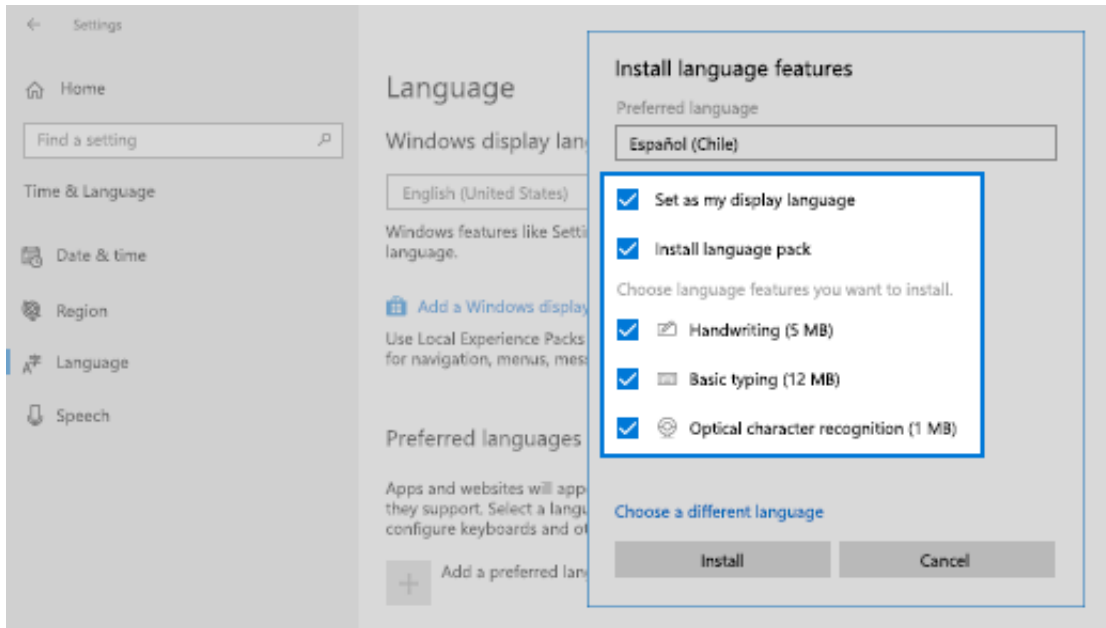 Settings
Home
Find a setting
Time & Language
Date & time
Region
Language
Speech
Language
Windows display lan
English (United States)
Windows features like Setti
language.
Add a Windows display
Use Local Experience Packs
for navigation, menus, mess
Preferred languages
Apps and websites will app
they support. Select a langu
configure keyboards and ot
Add a preferred lan
Install language features
Preferred language
Español (Chile)
Set as my display language
Install language pack
Choose language features you want to install.
Handwriting (5 MB)
Basic typing (12 MB)
Optical character recognition (1 MB)
Choose a different language
Install
Cancel